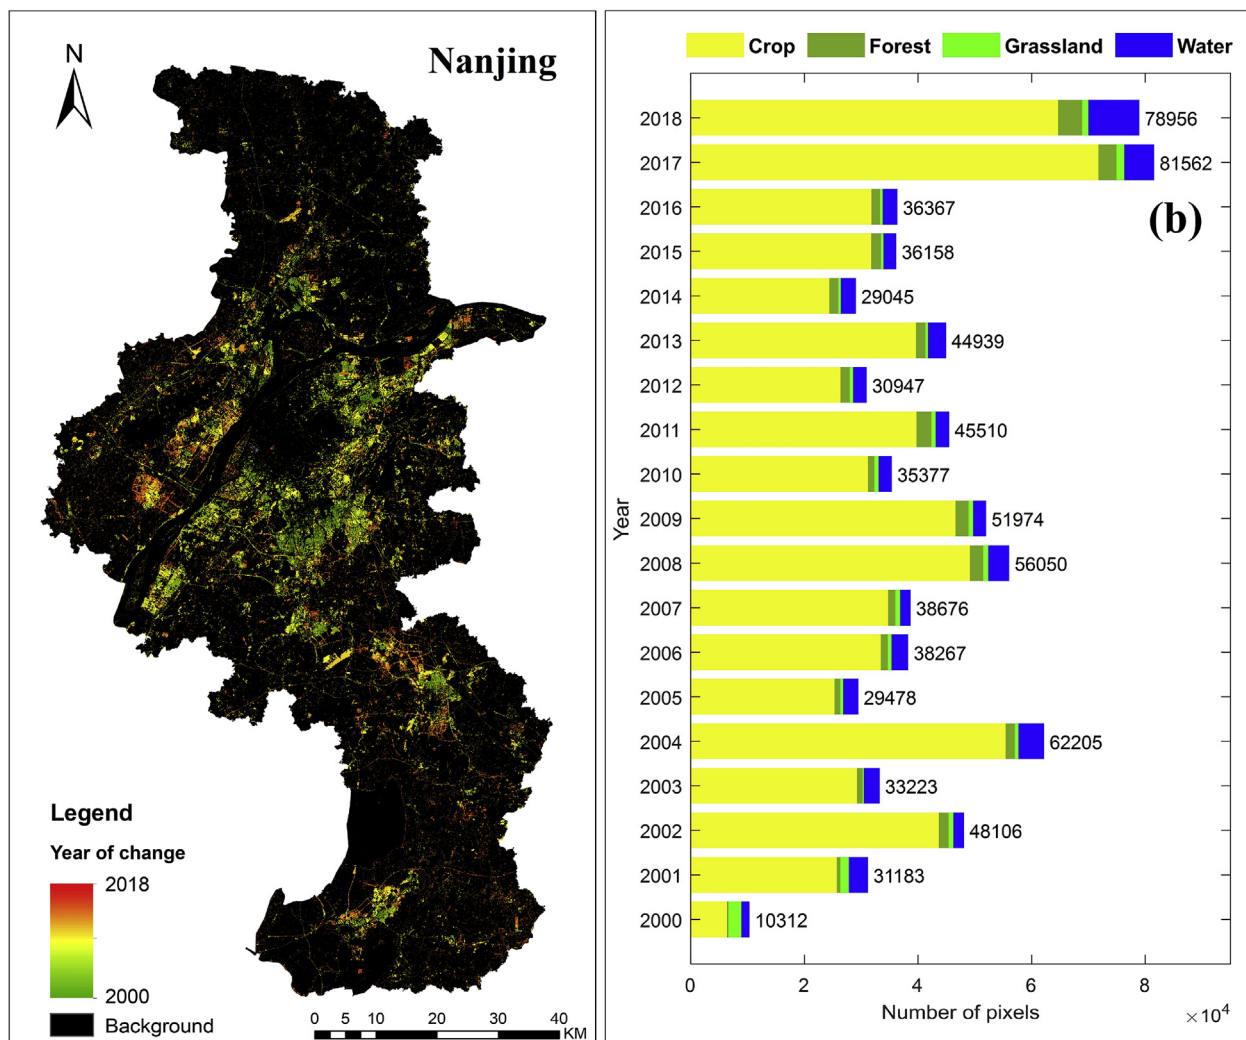 N
Nanjing
Legend
Year of change
2018
2000
Background
0 5 10 20 30 40
KM
Crop Forest Grassland Water
(b)
Year
2018 78956
2017 81562
2016 36367
2015 36158
2014 29045
2013 44939
2012 30947
2011 45510
2010 35377
2009 51974
2008 56050
2007 38676
2006 38267
2005 29478
2004 62205
2003 33223
2002 48106
2001 31183
2000 10312
0 2 4 6 8
Number of pixels ×10⁴